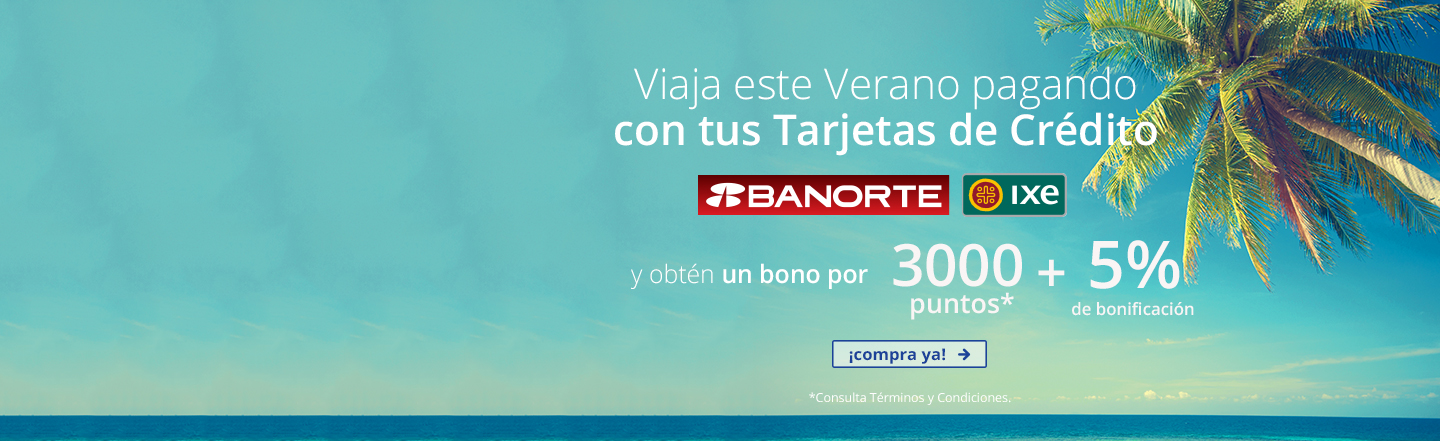 Viaja este Verano pagando
con tus Tarjetas de Crédito
BANORTE IXE
y obtén un bono por 3000 + 5%
puntos* de bonificación
¡compra ya! →
*Consulta Términos y Condiciones.